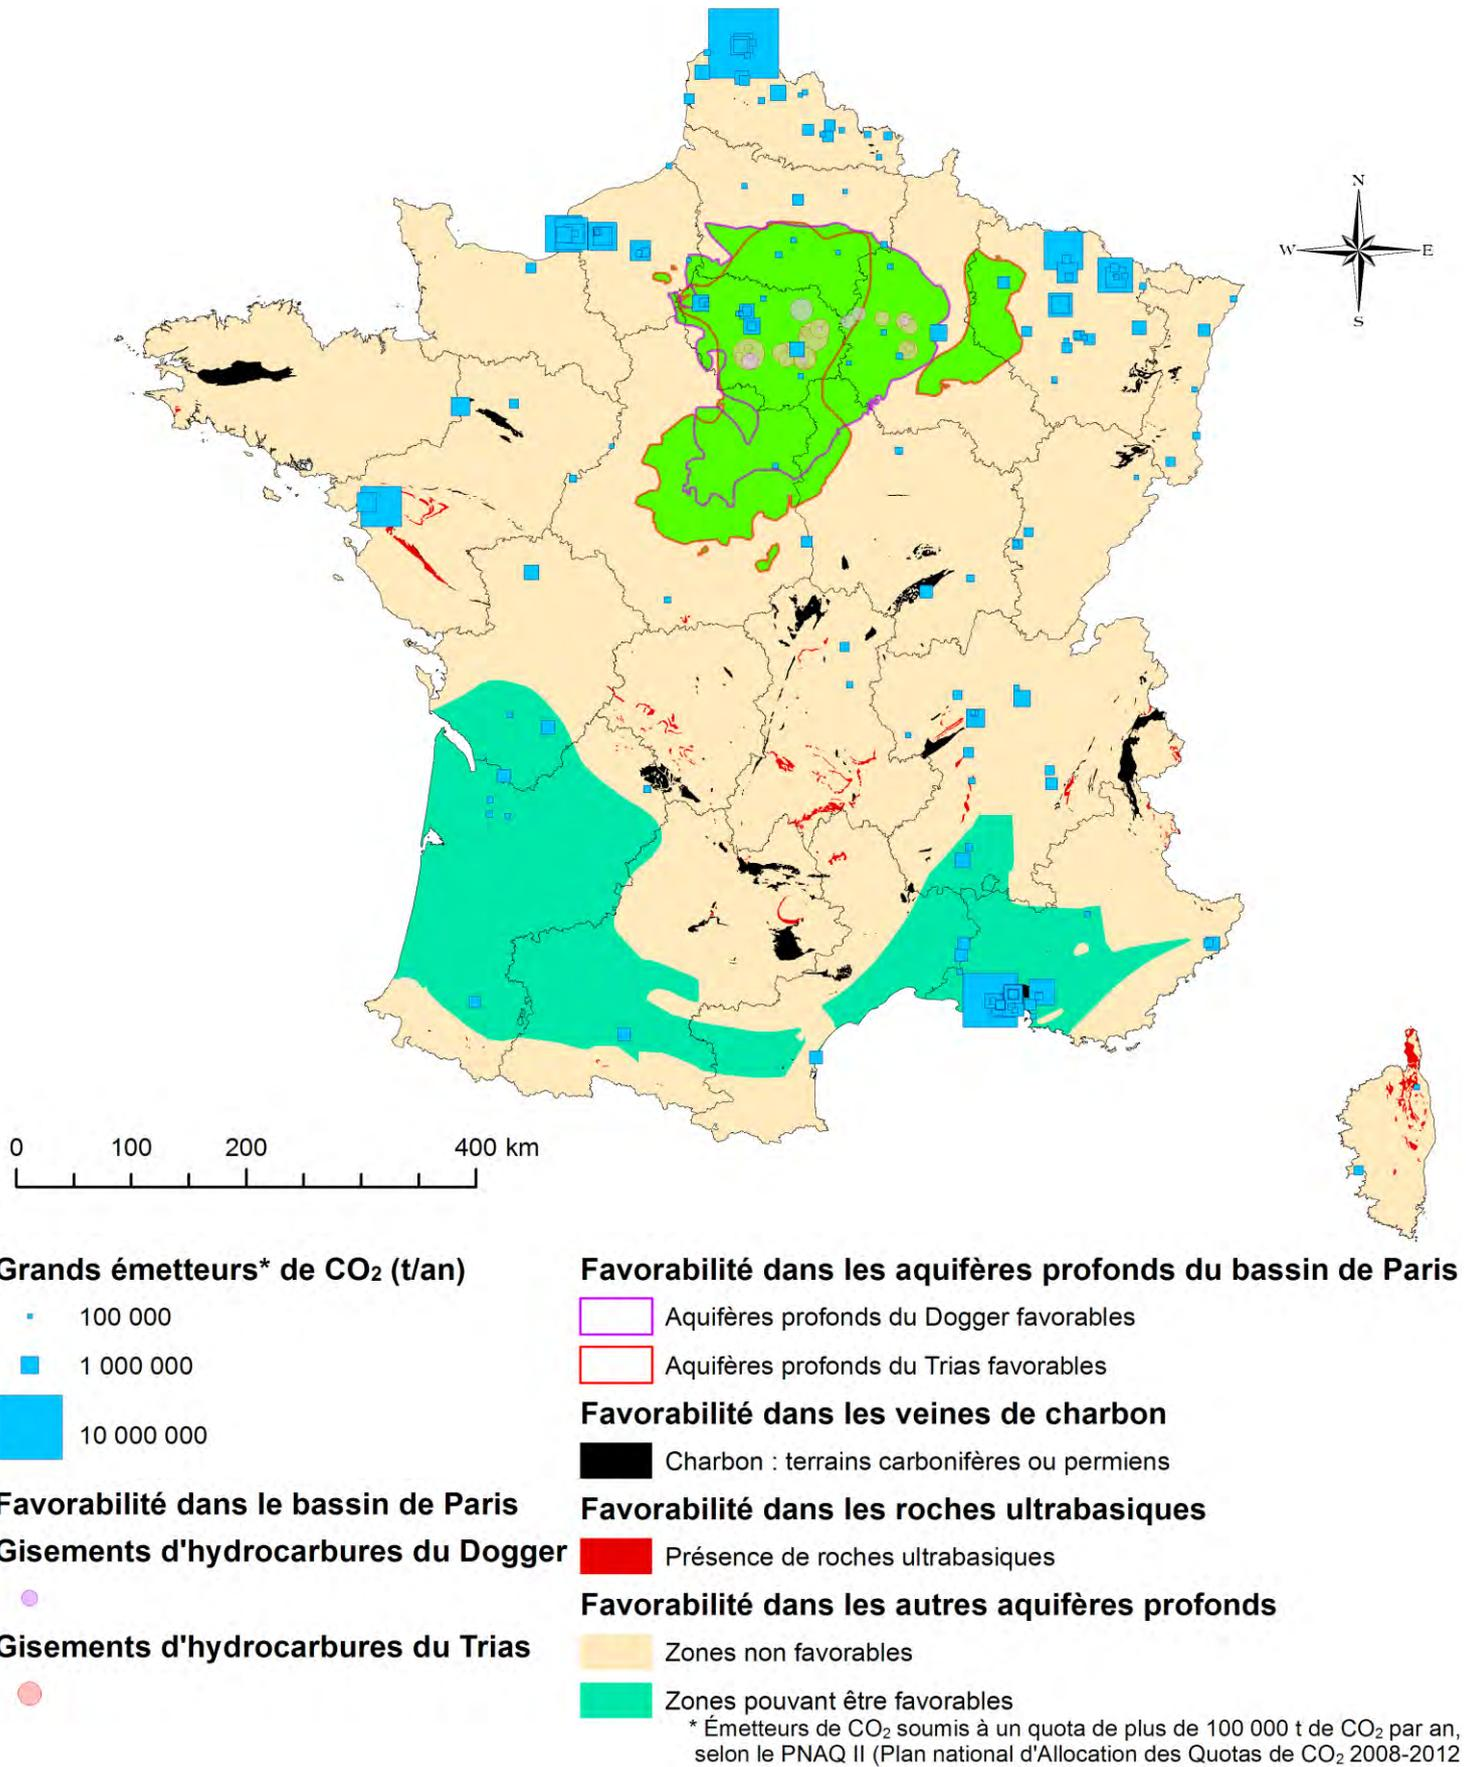 N
W
E
S
0 100 200 400 km
Grands émetteurs* de CO₂ (t/an)
100 000
1 000 000
10 000 000
Favorabilité dans le bassin de Paris
Gisements d'hydrocarbures du Dogger
Gisements d'hydrocarbures du Trias
Favorabilité dans les aquifères profonds du bassin de Paris
Aquifères profonds du Dogger favorables
Aquifères profonds du Trias favorables
Favorabilité dans les veines de charbon
Charbon : terrains carbonifères ou permiens
Favorabilité dans les roches ultrabasiques
Présence de roches ultrabasiques
Favorabilité dans les autres aquifères profonds
Zones non favorables
Zones pouvant être favorables
* Émetteurs de CO₂ soumis à un quota de plus de 100 000 t de CO₂ par an,
selon le PNAQ II (Plan national d'Allocation des Quotas de CO₂ 2008-2012